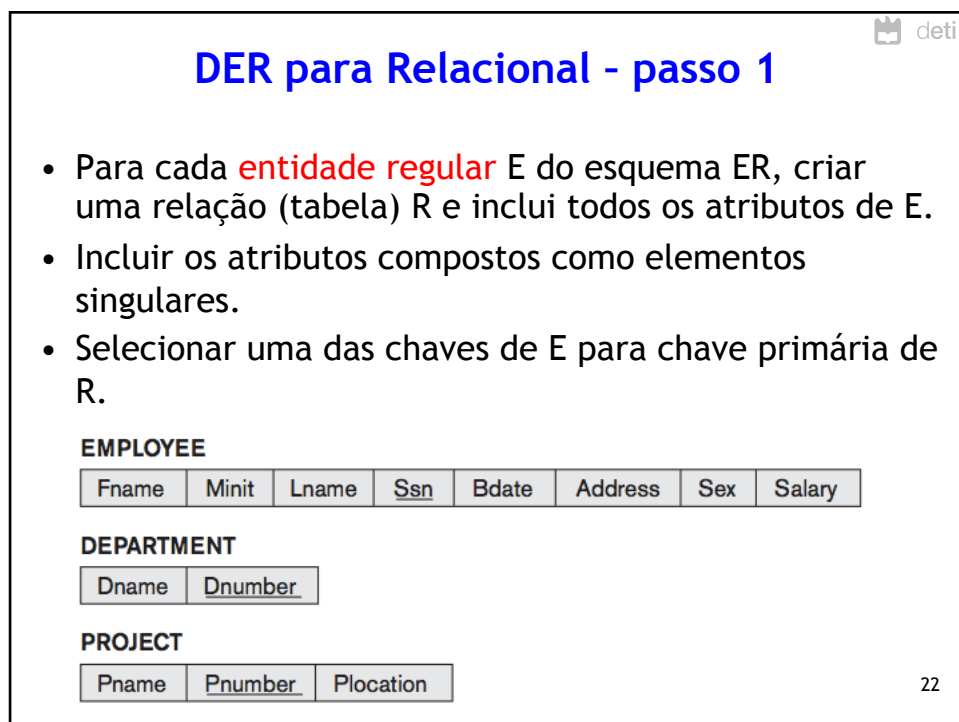 deti
DER para Relacional – passo 1
• Para cada entidade regular E do esquema ER, criar
uma relação (tabela) R e inclui todos os atributos de E.
• Incluir os atributos compostos como elementos
singulares.
• Selecionar uma das chaves de E para chave primária de
R.
EMPLOYEE
Fname Minit Lname Ssn Bdate Address Sex Salary
DEPARTMENT
Dname Dnumber
PROJECT
Pname Pnumber Plocation
22